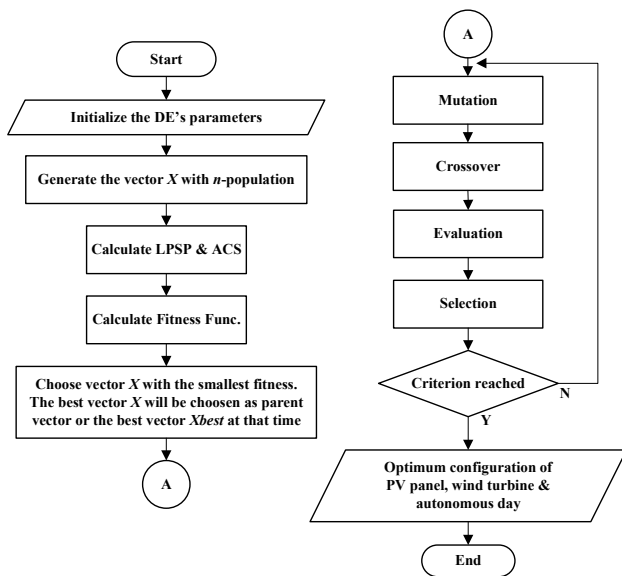 Start
Initialize the DE's parameters
Generate the vector X with n-population
Calculate LPSP & ACS
Calculate Fitness Func.
Choose vector X with the smallest fitness.
The best vector X will be choosen as parent
vector or the best vector Xbest at that time
A
A
Mutation
Crossover
Evaluation
Selection
Criterion reached
N
Y
Optimum configuration of
PV panel, wind turbine &
autonomous day
End